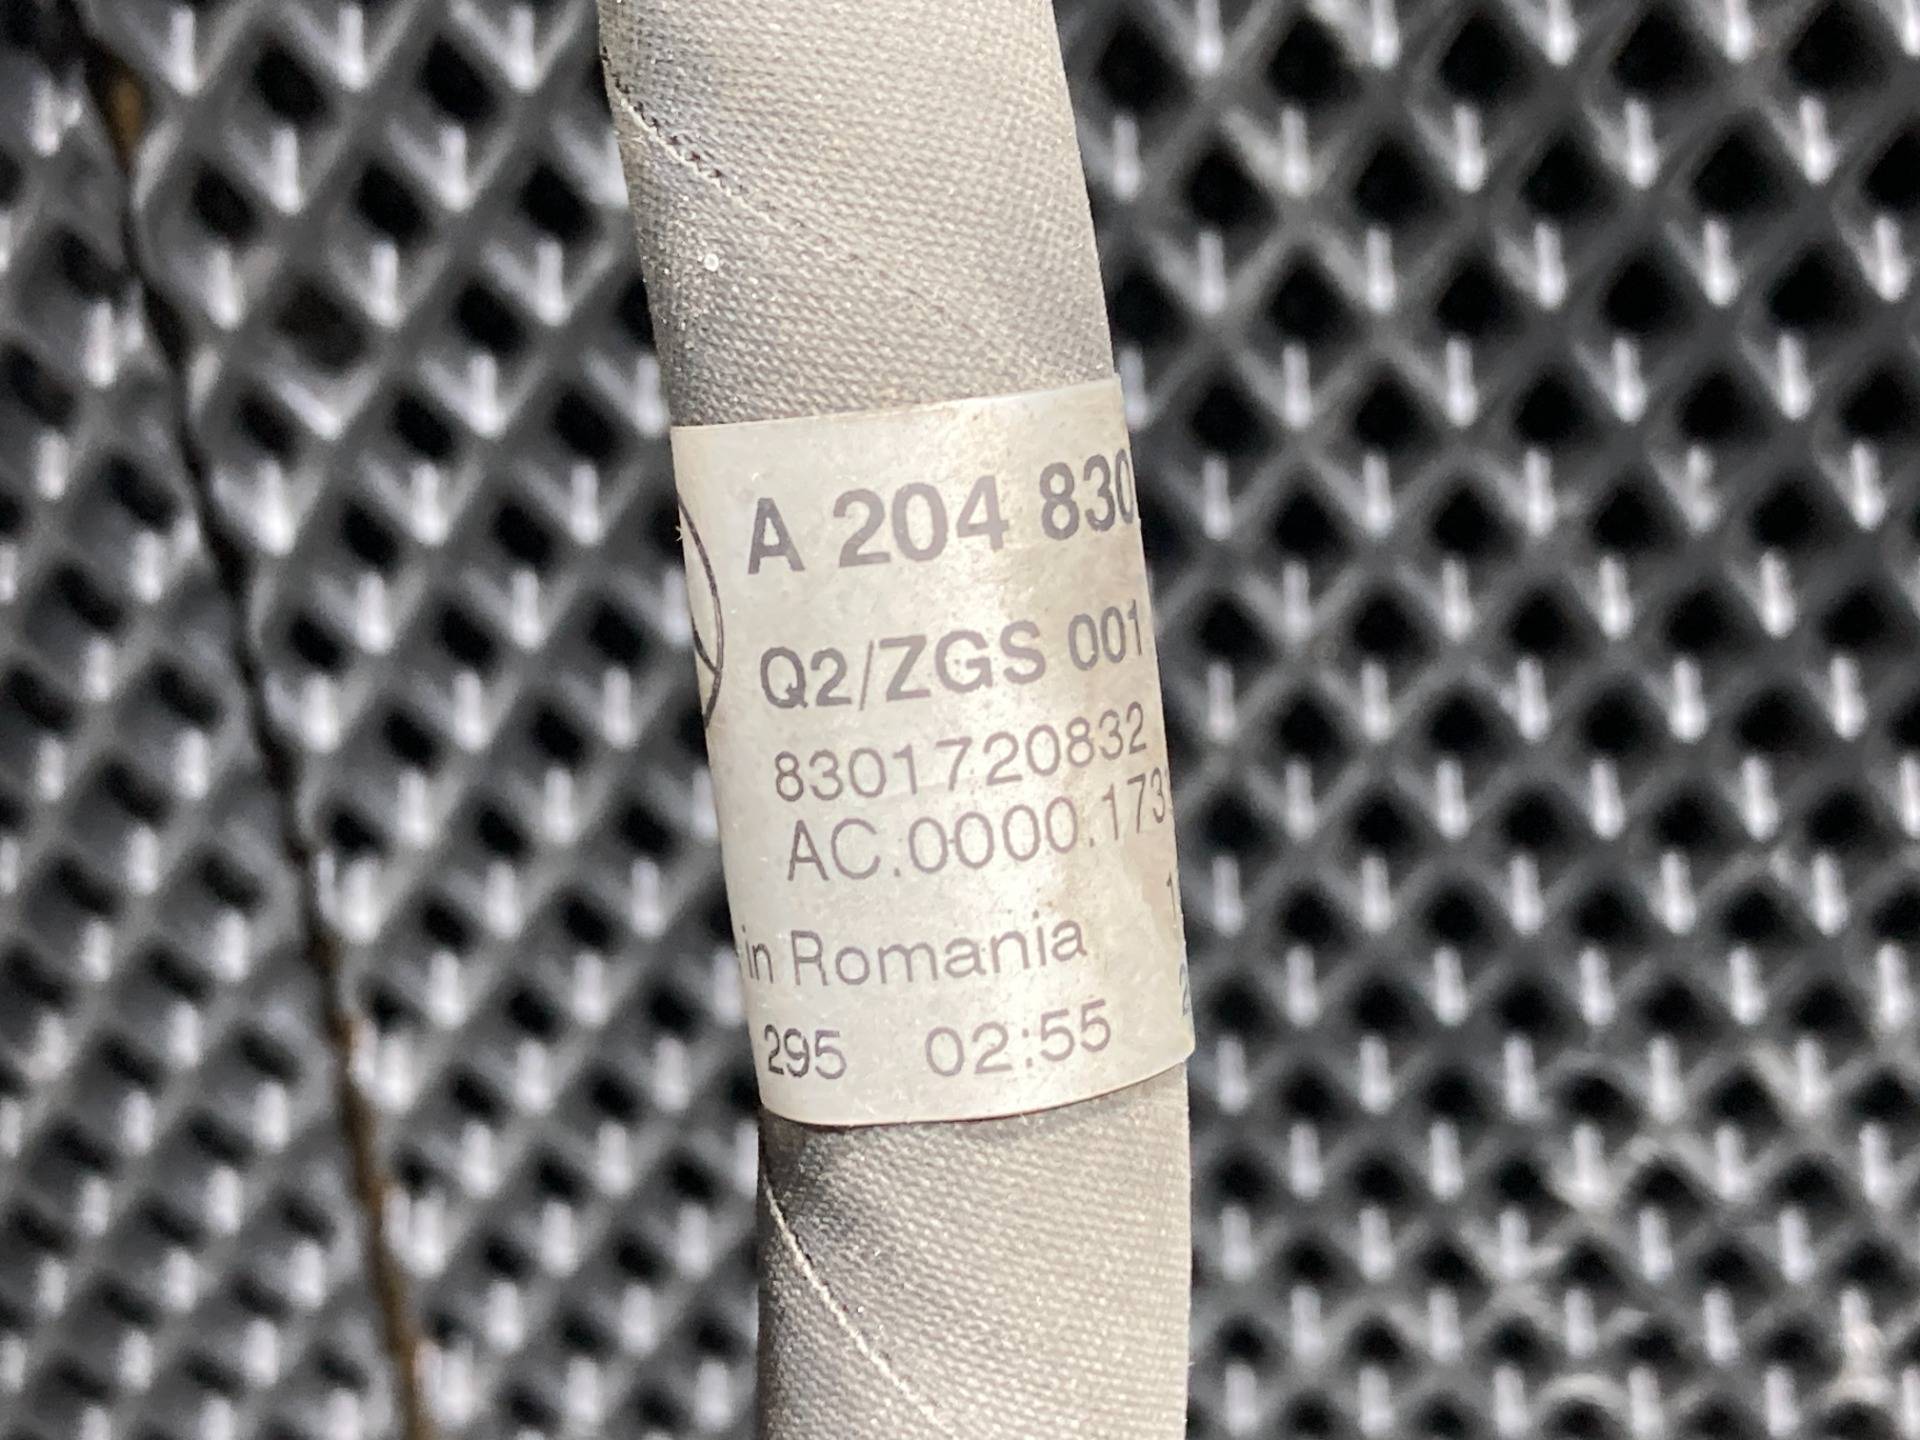 A 204 830
Q2/ZGS 001
8301720832
AC.0000.173
in Romania
295 02:55